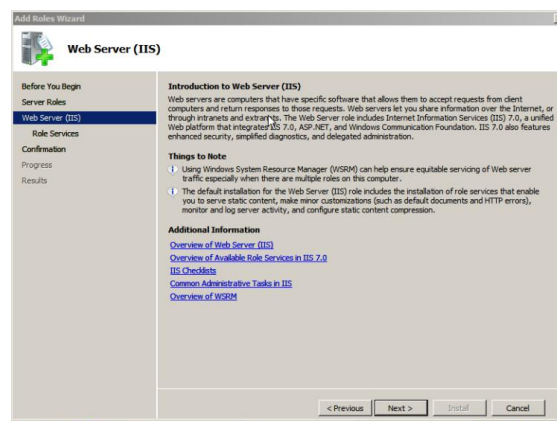 Add Roles Wizard
Web Server (IIS)
Before You Begin
Server Roles
Web Server (IIS)
Role Services
Confirmation
Progress
Results
Introduction to Web Server (IIS)
Web servers are computers that have specific software that allows them to accept requests from client
computers and return responses to those requests. Web servers let you share information over the Internet, or
through intranets and extranets. The Web Server role includes Internet Information Services (IIS) 7.0, a unified
Web platform that integrates IIS 7.0, ASP.NET, and Windows Communication Foundation. IIS 7.0 also features
enhanced security, simplified diagnostics, and delegated administration.
Things to Note
Using Windows System Resource Manager (WSRM) can help ensure equitable servicing of Web server
traffic especially when there are multiple roles on this computer.
The default installation for the Web Server (IIS) role includes the installation of role services that enable
you to serve static content, make minor customizations (such as default documents and HTTP errors),
monitor and log server activity, and configure static content compression.
Additional Information
Overview of Web Server (IIS)
Overview of Available Role Services in IIS 7.0
IIS Checklists
Common Administrative Tasks in IIS
Overview of WSRM
< Previous
Next >
Install
Cancel